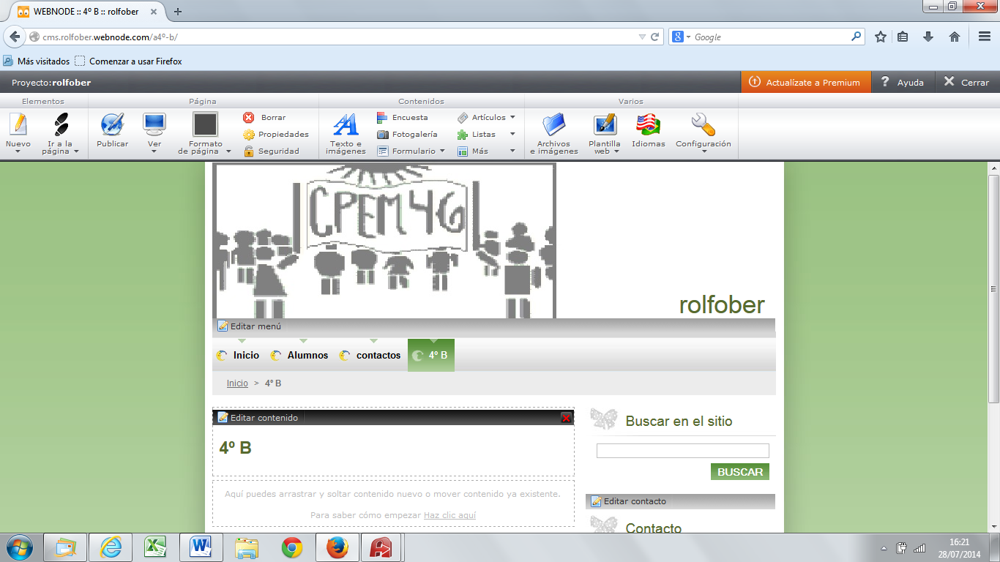 WEBNODE :: 4º B :: rolfober
cms.rolfober.webnode.com/a4º-b/
Google
Más visitados
Comenzar a usar Firefox
Proyecto:rolfober
Actualízate a Premium
Ayuda
Cerrar
Elementos
Página
Contenidos
Varios
Nuevo
Ir a la
página
Publicar
Ver
Formato
de página
Borrar
Propiedades
Seguridad
Texto e
imágenes
Encuesta
Fotogalería
Formulario
Artículos
Listas
Más
Archivos
e imágenes
Plantilla
web
Idiomas
Configuración
CPEM46
rolfober
Editar menú
Inicio
Alumnos
contactos
4º B
Inicio > 4º B
Editar contenido
4º B
Aquí puedes arrastrar y soltar contenido nuevo o mover contenido ya existente.
Para saber cómo empezar Haz clic aquí
Buscar en el sitio
BUSCAR
Editar contacto
Contacto
16:21
28/07/2014